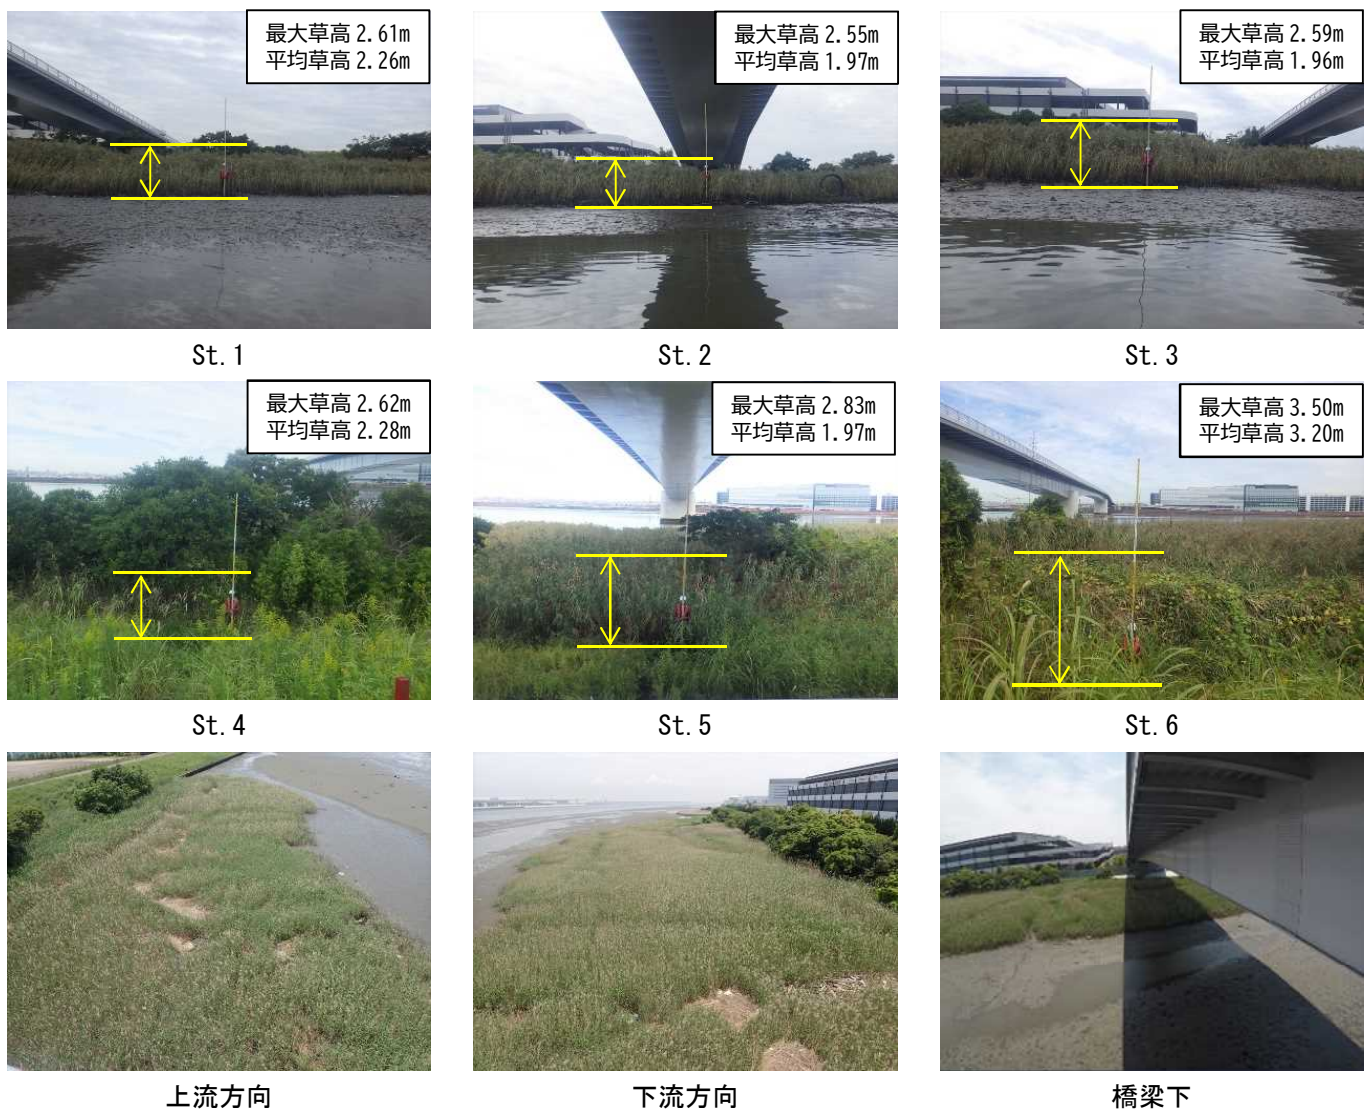 最大草高 2.61m
平均草高 2.26m
最大草高 2.55m
平均草高 1.97m
最大草高 2.59m
平均草高 1.96m
St.1
St.2
St.3
最大草高 2.62m
平均草高 2.28m
最大草高 2.83m
平均草高 1.97m
最大草高 3.50m
平均草高 3.20m
St.4
St.5
St.6
上流方向
下流方向
橋梁下